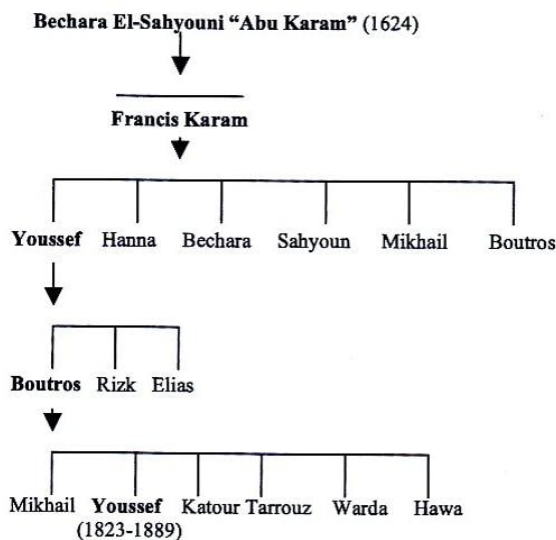 Bechara El-Sahyouni “Abu Karam” (1624)
Francis Karam
Youssef Hanna Bechara Sahyoun Mikhail Boutros
Boutros Rizk Elias
Mikhail Youssef Katour Tarrouz Warda Hawa
(1823-1889)